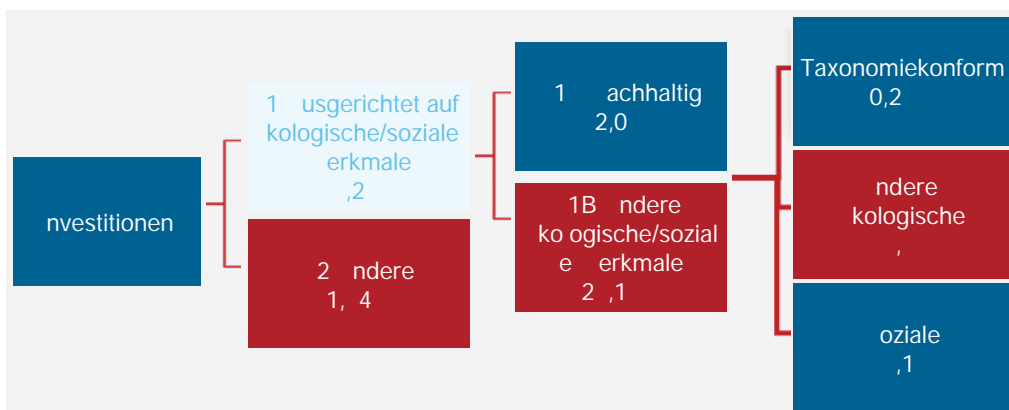 nvestitionen
1 usgerichtet auf
kologische/soziale
erkmale
,2
2 ndere
1, 4
1 achhaltig
2,0
1B ndere
ko ogische/sozial
e erkmale
2 ,1
Taxonomiekonform
0,2
ndere
kologische
,
oziale
,1